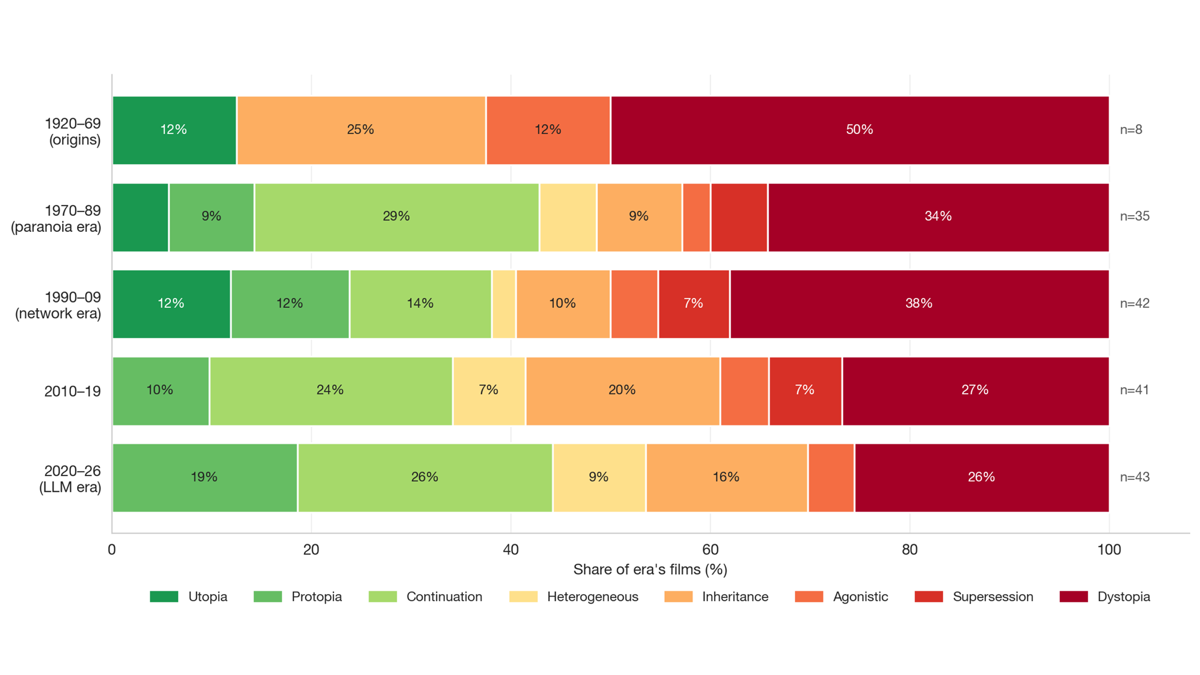 1920–69
(origins)
12%
25%
12%
50%
n=8
1970–89
(paranoia era)
9%
29%
9%
34%
n=35
1990–09
(network era)
12%
12%
14%
10%
7%
38%
n=42
2010–19
10%
24%
7%
20%
7%
27%
n=41
2020–26
(LLM era)
19%
26%
9%
16%
26%
n=43
0 20 40 60 80 100
Share of era's films (%)
Utopia Protopia Continuation Heterogeneous Inheritance Agonistic Supersession Dystopia